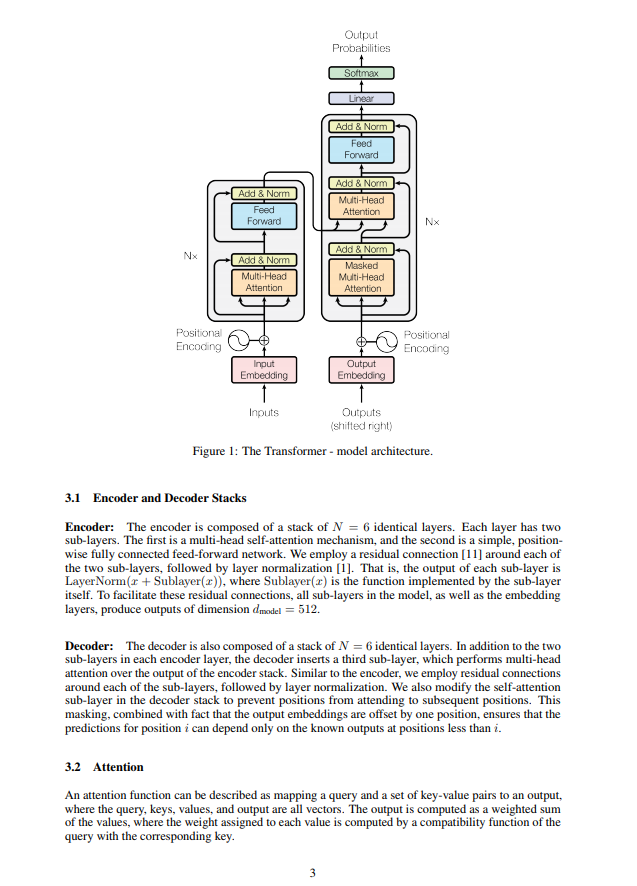 Output
Probabilities
Softmax
Linear
Add & Norm
Feed
Forward
Add & Norm
Multi-Head
Attention
Add & Norm
Masked
Multi-Head
Attention
Nx
Add & Norm
Feed
Forward
Add & Norm
Multi-Head
Attention
Nx
Positional
Encoding
Positional
Encoding
Input
Embedding
Output
Embedding
Inputs
Outputs
(shifted right)
Figure 1: The Transformer - model architecture.
3.1 Encoder and Decoder Stacks
Encoder: The encoder is composed of a stack of N = 6 identical layers. Each layer has two
sub-layers. The first is a multi-head self-attention mechanism, and the second is a simple, position-
wise fully connected feed-forward network. We employ a residual connection [11] around each of
the two sub-layers, followed by layer normalization [1]. That is, the output of each sub-layer is
LayerNorm(x + Sublayer(x)), where Sublayer(x) is the function implemented by the sub-layer
itself. To facilitate these residual connections, all sub-layers in the model, as well as the embedding
layers, produce outputs of dimension dmodel = 512.
Decoder: The decoder is also composed of a stack of N = 6 identical layers. In addition to the two
sub-layers in each encoder layer, the decoder inserts a third sub-layer, which performs multi-head
attention over the output of the encoder stack. Similar to the encoder, we employ residual connections
around each of the sub-layers, followed by layer normalization. We also modify the self-attention
sub-layer in the decoder stack to prevent positions from attending to subsequent positions. This
masking, combined with fact that the output embeddings are offset by one position, ensures that the
predictions for position i can depend only on the known outputs at positions less than i.
3.2 Attention
An attention function can be described as mapping a query and a set of key-value pairs to an output,
where the query, keys, values, and output are all vectors. The output is computed as a weighted sum
of the values, where the weight assigned to each value is computed by a compatibility function of the
query with the corresponding key.
3